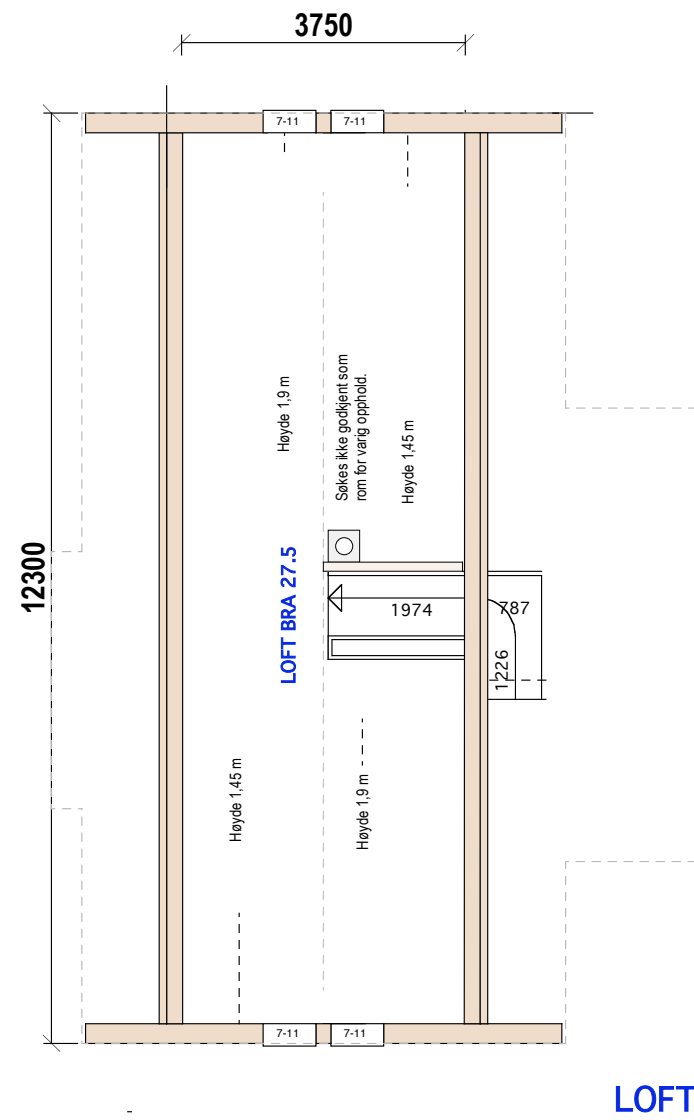 3750
7-11
7-11
Høyde 1,9 m
Søkes ikke godkjent som
rom for varig opphold.
Høyde 1,45 m
12300
LOFT BRA 27.5
1974
787
1226
Høyde 1,45 m
Høyde 1,9 m
7-11
7-11
LOFT